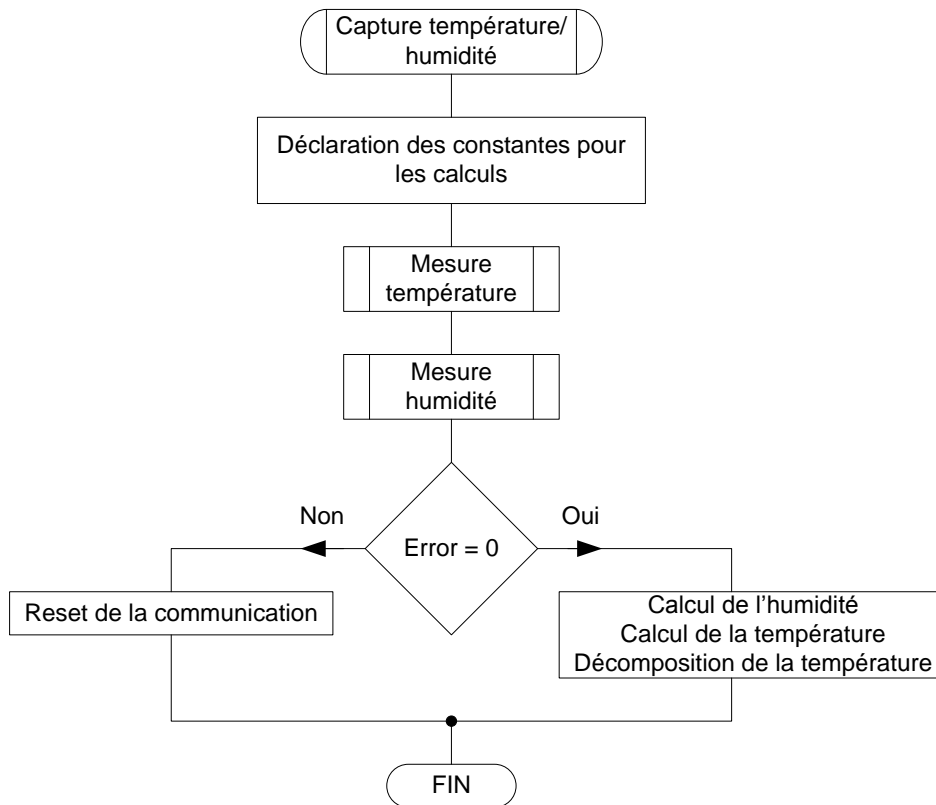 Capture température/
humidité
Déclaration des constantes pour
les calculs
Mesure
température
Mesure
humidité
Non
Oui
Error = 0
Reset de la communication
Calcul de l’humidité
Calcul de la température
Décomposition de la température
FIN